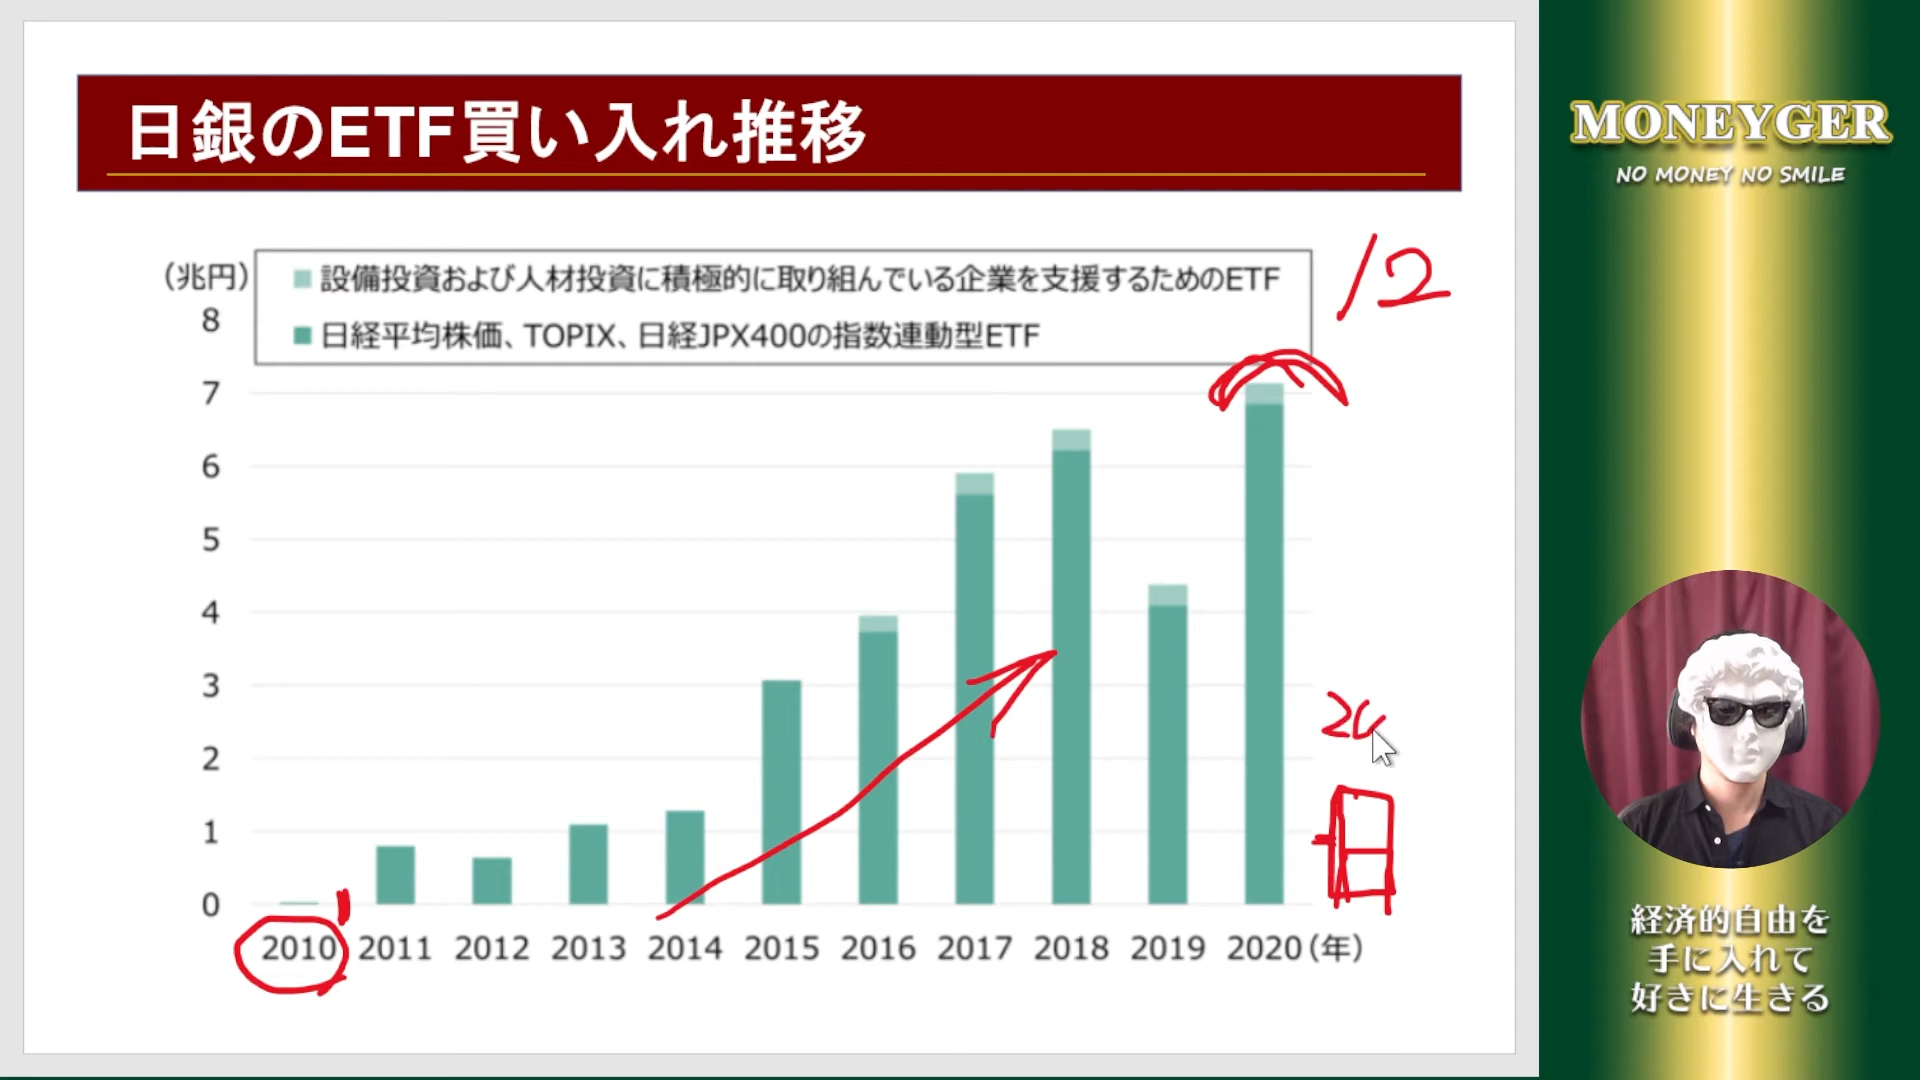 日銀のETF買い入れ推移
(兆円)
設備投資および人材投資に積極的に取り組んでいる企業を支援するためのETF
日経平均株価、TOPIX、日経JPX400の指数連動型ETF
8
7
6
5
4
3
2
1
0
2010 2011 2012 2013 2014 2015 2016 2017 2018 2019 2020(年)
MONEYGER
NO MONEY NO SMILE
経済的自由を
手に入れて
好きに生きる